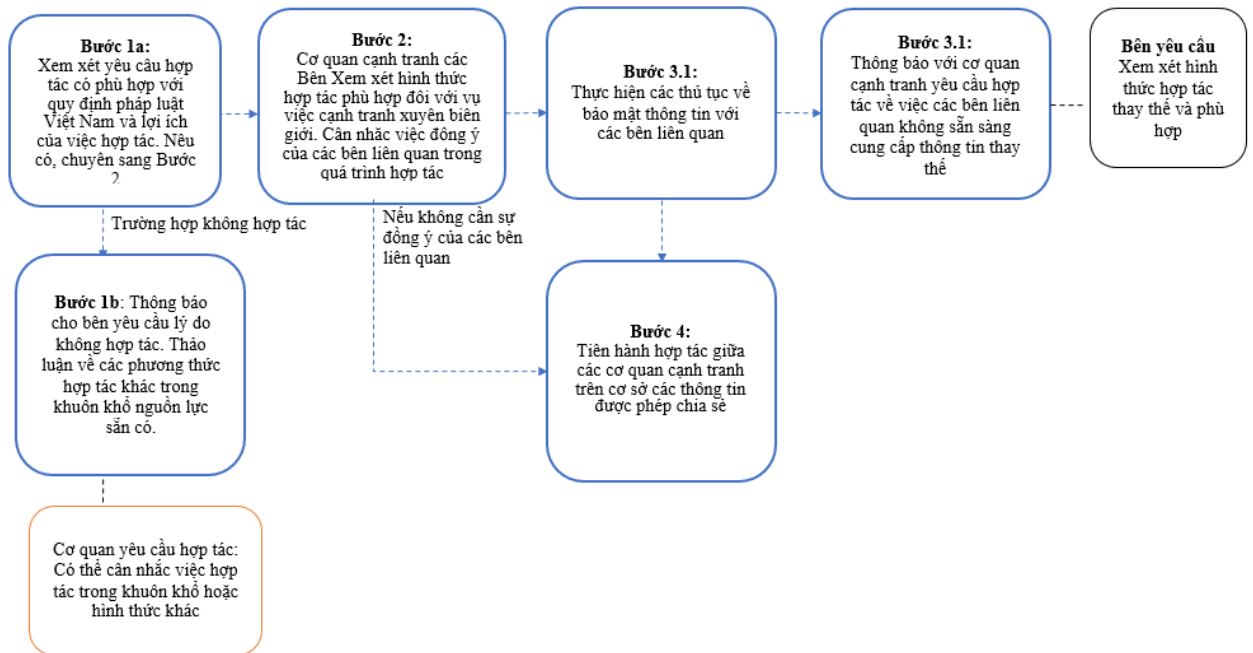 Bước 1a:
Xem xét yêu cầu hợp
tác có phù hợp với
quy định pháp luật
Việt Nam và lợi ích
của việc hợp tác. Nếu
có, chuyển sang Bước
2
Bước 2:
Cơ quan cạnh tranh các
Bên Xem xét hình thức
hợp tác phù hợp đối với vụ
việc cạnh tranh xuyên biên
giới. Cân nhắc việc đồng ý
của các bên liên quan trong
quá trình hợp tác
Bước 3.1:
Thực hiện các thủ tục về
bảo mật thông tin với
các bên liên quan
Bước 3.1:
Thông báo với cơ quan
cạnh tranh yêu cầu hợp
tác về việc các bên liên
quan không sẵn sàng
cung cấp thông tin thay
thế
Bên yêu cầu
Xem xét hình
thức hợp tác
thay thế và phù
hợp
Trường hợp không hợp tác
Nếu không cần sự
đồng ý của các bên
liên quan
Bước 1b: Thông báo
cho bên yêu cầu lý do
không hợp tác. Thảo
luận về các phương thức
hợp tác khác trong
khuôn khổ nguồn lực
sẵn có.
Bước 4:
Tiến hành hợp tác giữa
các cơ quan cạnh tranh
trên cơ sở các thông tin
được phép chia sẻ
Cơ quan yêu cầu hợp tác:
Có thể cân nhắc việc hợp
tác trong khuôn khổ hoặc
hình thức khác